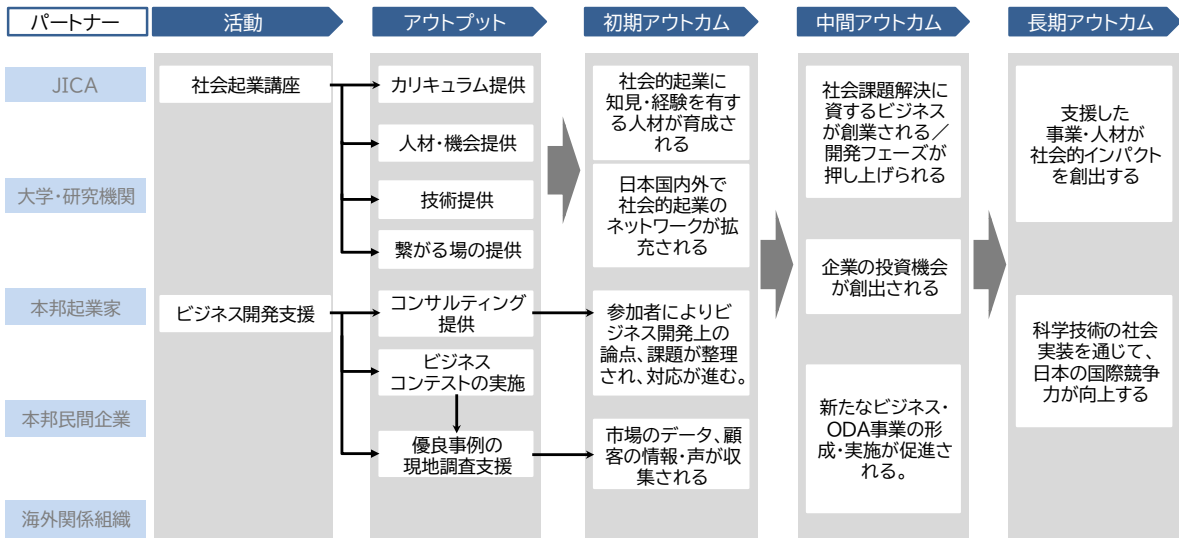 パートナー
活動
アウトプット
初期アウトカム
中間アウトカム
長期アウトカム
JICA
大学・研究機関
本邦起業家
本邦民間企業
海外関係組織
社会起業講座
ビジネス開発支援
カリキュラム提供
人材・機会提供
技術提供
繋がる場の提供
コンサルティング
提供
ビジネス
コンテストの実施
優良事例の
現地調査支援
社会的起業に
知見・経験を有す
る人材が育成さ
れる
日本国内外で
社会的起業の
ネットワークが拡
充される
参加者によりビ
ジネス開発上の
論点、課題が整理
され、対応が進む。
市場のデータ、顧
客の情報・声が収
集される
社会課題解決に
資するビジネス
が創業される／
開発フェーズが
押し上げられる
企業の投資機会
が創出される
新たなビジネス・
ODA事業の形
成・実施が促進さ
れる。
支援した
事業・人材が
社会的インパクト
を創出する
科学技術の社会
実装を通じて、
日本の国際競争
力が向上する